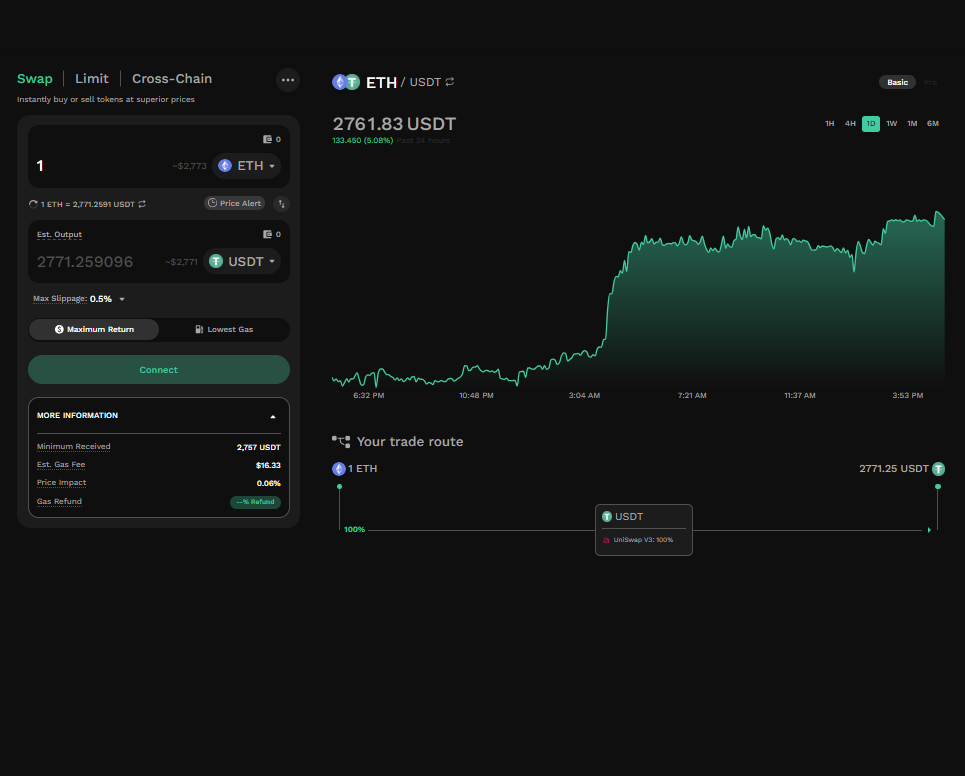 Swap | Limit | Cross-Chain
Instantly buy or sell tokens at superior prices
0
1 ~$2,773 ETH
1 ETH = 2,771.2591 USDT Price Alert
Est. Output 0
2771.259096 ~$2,771 USDT
Max Slippage: 0.5%
Maximum Return Lowest Gas
Connect
MORE INFORMATION
Minimum Received 2,757 USDT
Est. Gas Fee $16.33
Price Impact 0.06%
Gas Refund --% Refund
ETH / USDT Basic Pro
2761.83 USDT 1H 4H 1D 1W 1M 6M
133.450 (5.08%) Past 24 hours
6:32 PM 10:48 PM 3:04 AM 7:21 AM 11:37 AM 3:53 PM
Your trade route
1 ETH 2771.25 USDT
USDT
100%
UniSwap V3: 100%